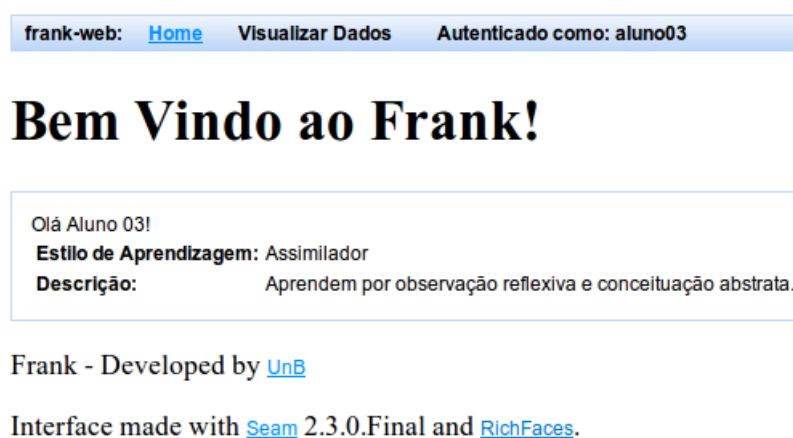 frank-web: Home Visualizar Dados Autenticado como: aluno03
Bem Vindo ao Frank!
Olá Aluno 03!
Estilo de Aprendizagem: Assimilador
Descrição: Aprendem por observação reflexiva e conceituação abstrata.
Frank - Developed by UnB
Interface made with Seam 2.3.0.Final and RichFaces.